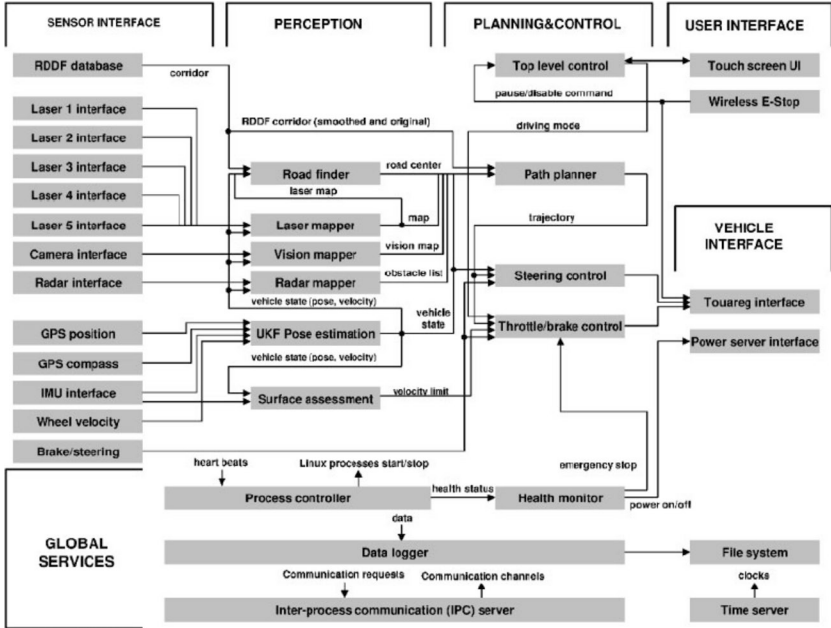 SENSOR INTERFACE
PERCEPTION
PLANNING&CONTROL
USER INTERFACE
RDDF database
corridor
Top level control
Touch screen UI
pause/disable command
Wireless E-Stop
Laser 1 interface
RDDF corridor (smoothed and original)
driving mode
Laser 2 interface
Laser 3 interface
Road finder
road center
Path planner
laser map
Laser 4 interface
Laser 5 interface
Laser mapper
map
trajectory
VEHICLE
INTERFACE
Camera interface
Vision mapper
vision map
Radar interface
Radar mapper
obstacle list
Steering control
vehicle state (pose, velocity)
vehicle
state
Touareg interface
GPS position
UKF Pose estimation
Throttle/brake control
Power server interface
GPS compass
vehicle state (pose, velocity)
IMU interface
Surface assessment
velocity limit
Wheel velocity
Brake/steering
heart beats
Linux processes start/stop
emergency stop
health status
Process controller
Health monitor
power on/off
data
GLOBAL
SERVICES
Data logger
File system
Communication requests
Communication channels
clocks
Inter-process communication (IPC) server
Time server